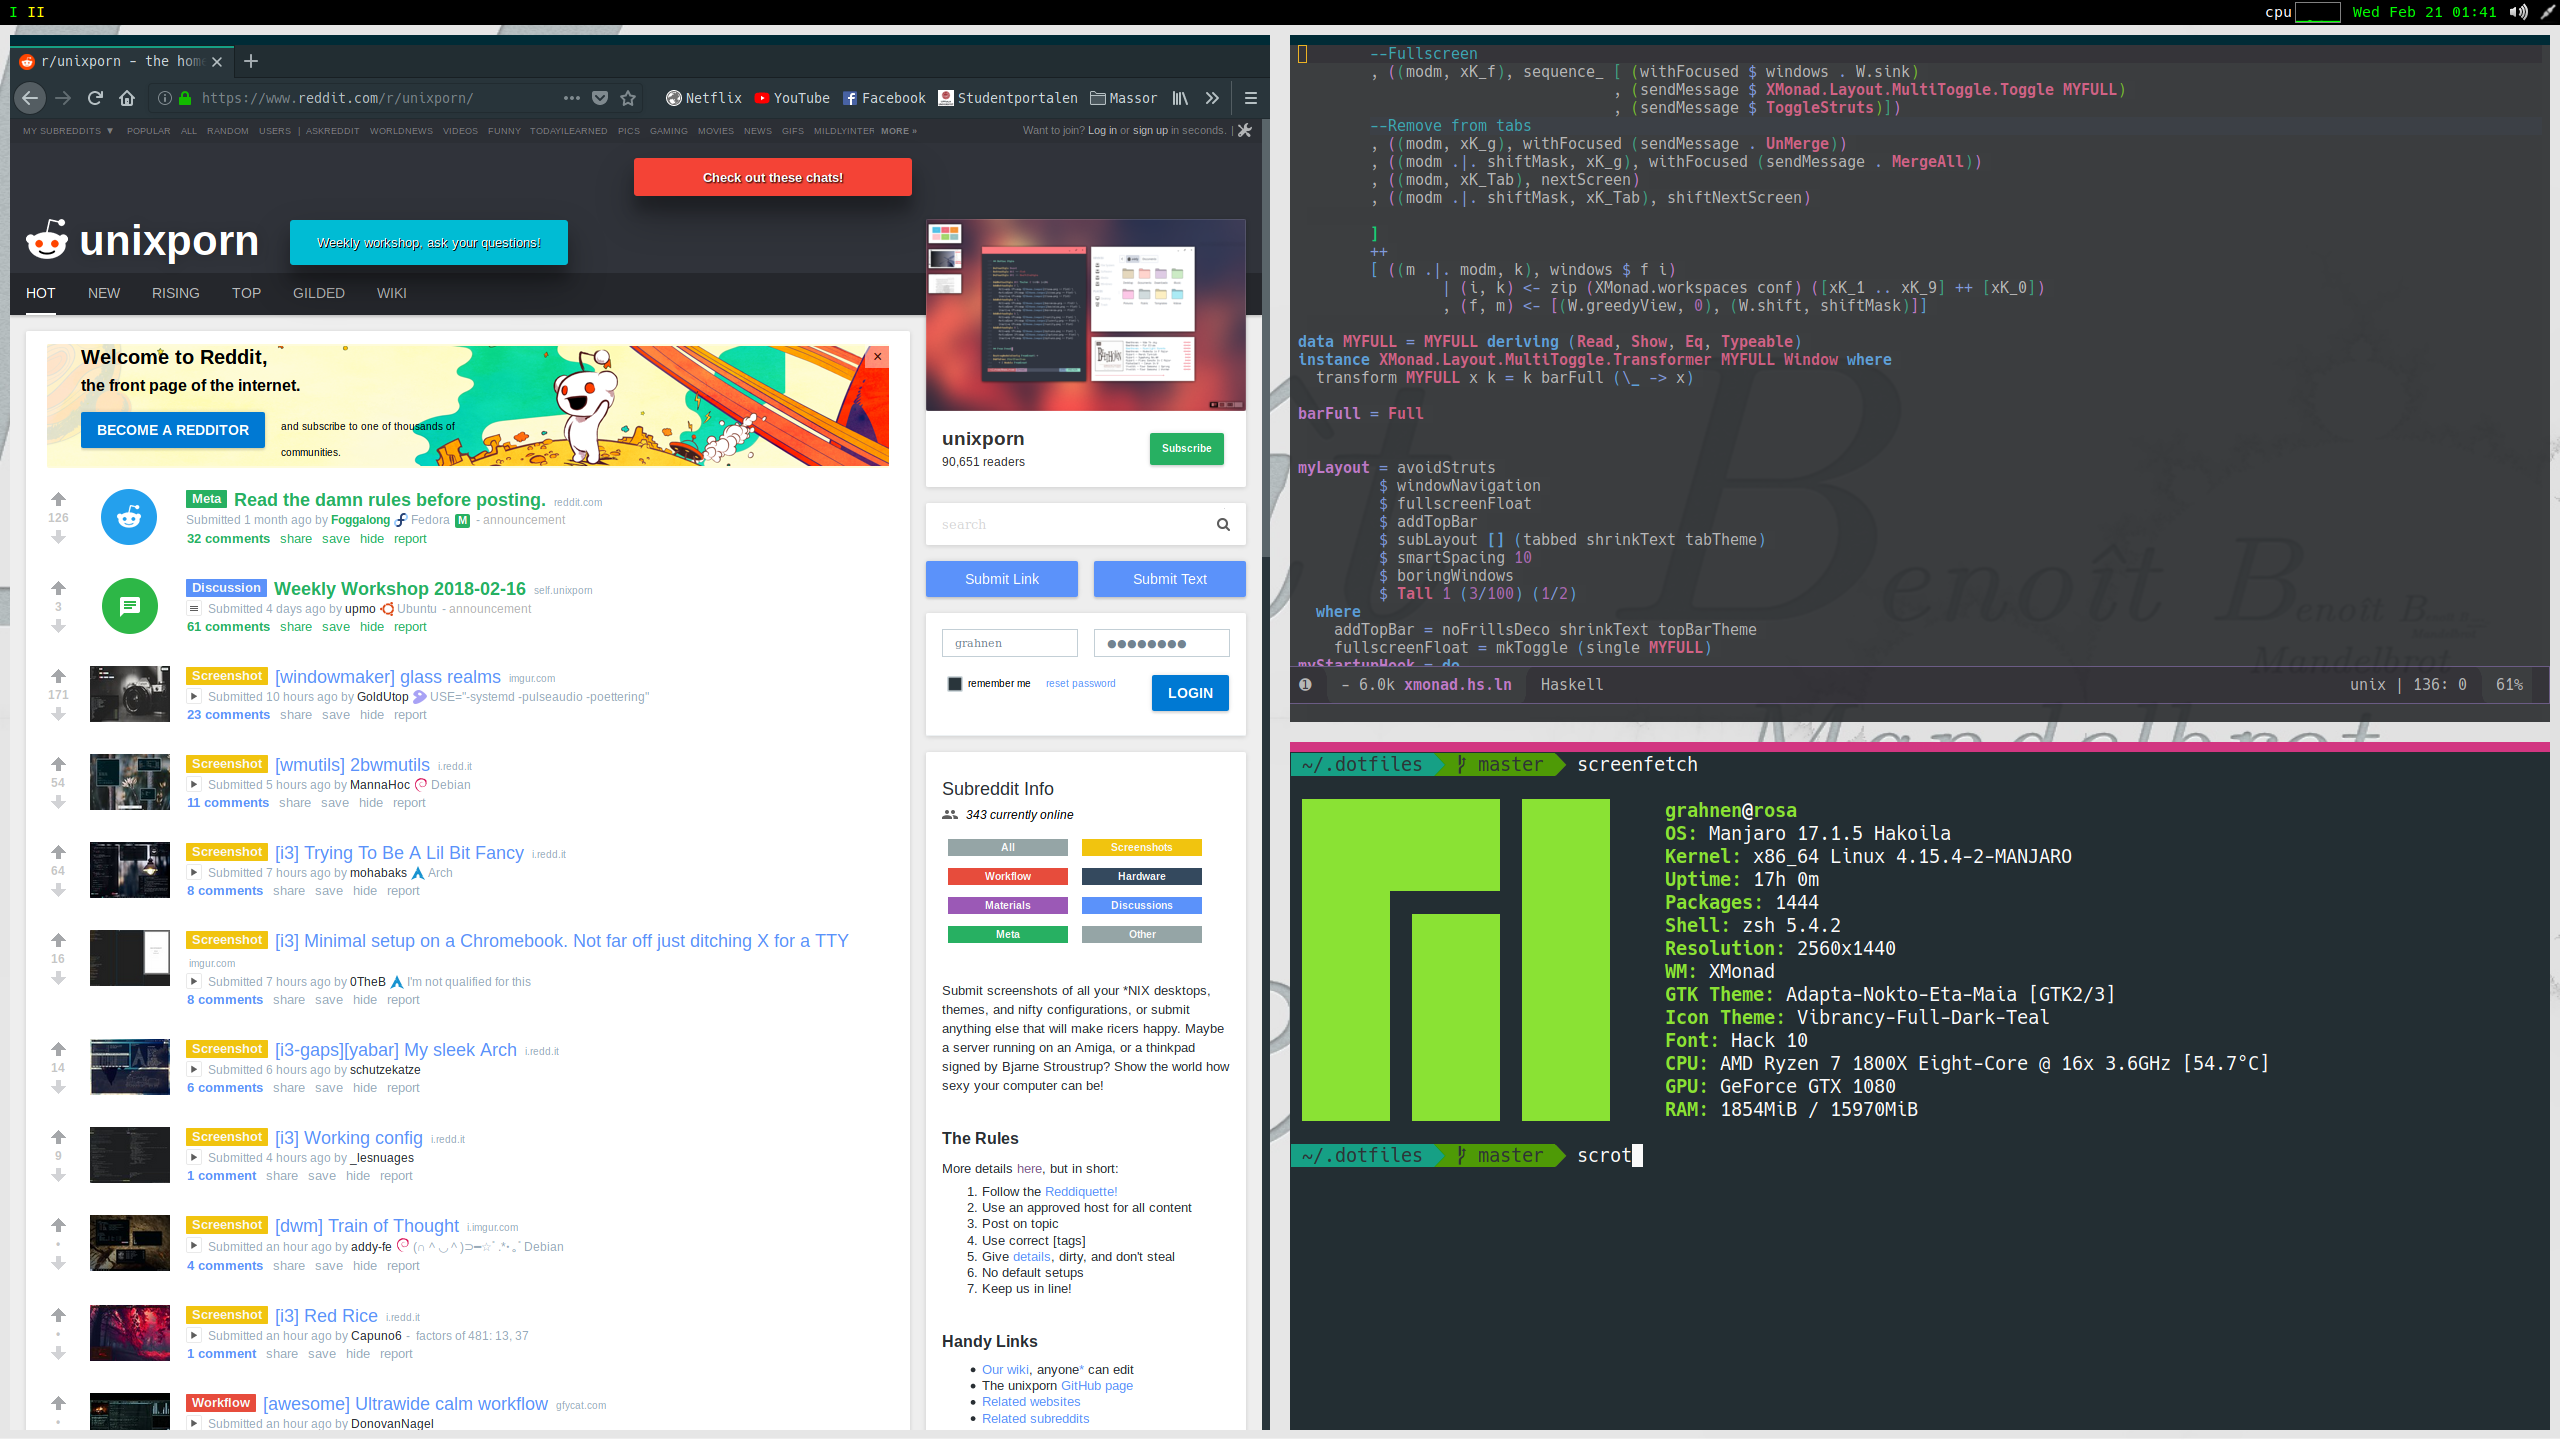 I II
cpu Wed Feb 21 01:41
r/unixporn - the home
https://www.reddit.com/r/unixporn/
Netflix YouTube Facebook Studentportalen Massor
MY SUBREDDITS ▼ POPULAR ALL RANDOM USERS | ASKREDDIT WORLDNEWS VIDEOS FUNNY TODAYILEARNED PICS GAMING MOVIES NEWS GIFS MILDLYINTER MORE »
Want to join? Log in or sign up in seconds. |
Check out these chats!
unixporn
Weekly workshop, ask your questions!
HOT NEW RISING TOP GILDED WIKI
Welcome to Reddit,
the front page of the internet.
BECOME A REDDITOR
and subscribe to one of thousands of
communities.
×
126
Meta Read the damn rules before posting. reddit.com
Submitted 1 month ago by Foggalong Fedora M - announcement
32 comments share save hide report
3
Discussion Weekly Workshop 2018-02-16 self.unixporn
Submitted 4 days ago by upmo Ubuntu - announcement
61 comments share save hide report
171
Screenshot [windowmaker] glass realms imgur.com
Submitted 10 hours ago by GoldUtop USE="-systemd -pulseaudio -poettering"
23 comments share save hide report
54
Screenshot [wmutils] 2bwmutils i.redd.it
Submitted 5 hours ago by MannaHoc Debian
11 comments share save hide report
64
Screenshot [i3] Trying To Be A Lil Bit Fancy i.redd.it
Submitted 7 hours ago by mohabaks Arch
8 comments share save hide report
16
Screenshot [i3] Minimal setup on a Chromebook. Not far off just ditching X for a TTY
imgur.com
Submitted 7 hours ago by 0TheB I'm not qualified for this
8 comments share save hide report
14
Screenshot [i3-gaps][yabar] My sleek Arch i.redd.it
Submitted 6 hours ago by schutzekatze
6 comments share save hide report
9
Screenshot [i3] Working config i.redd.it
Submitted 4 hours ago by _lesnuages
1 comment share save hide report
•
Screenshot [dwm] Train of Thought i.imgur.com
Submitted an hour ago by addy-fe (∩ ^ ◡ ^ )⊃━☆ﾟ.*･｡ﾟ Debian
4 comments share save hide report
•
Screenshot [i3] Red Rice i.redd.it
Submitted an hour ago by Capuno6 - factors of 481: 13, 37
1 comment share save hide report
•
Workflow [awesome] Ultrawide calm workflow gfycat.com
Submitted an hour ago by DonovanNagel
unixporn
90,651 readers
Subscribe
search
Submit Link Submit Text
grahnen ●●●●●●●●
remember me reset password LOGIN
Subreddit Info
343 currently online
All Screenshots
Workflow Hardware
Materials Discussions
Meta Other
Submit screenshots of all your *NIX desktops,
themes, and nifty configurations, or submit
anything else that will make ricers happy. Maybe
a server running on an Amiga, or a thinkpad
signed by Bjarne Stroustrup? Show the world how
sexy your computer can be!
The Rules
More details here, but in short:
1. Follow the Reddiquette!
2. Use an approved host for all content
3. Post on topic
4. Use correct [tags]
5. Give details, dirty, and don't steal
6. No default setups
7. Keep us in line!
Handy Links
• Our wiki, anyone* can edit
• The unixporn GitHub page
• Related websites
• Related subreddits
--Fullscreen
, ((modm, xK_f), sequence_ [ (withFocused $ windows . W.sink)
, (sendMessage $ XMonad.Layout.MultiToggle.Toggle MYFULL)
, (sendMessage $ ToggleStruts)])
--Remove from tabs
, ((modm, xK_g), withFocused (sendMessage . UnMerge))
, ((modm .|. shiftMask, xK_g), withFocused (sendMessage . MergeAll))
, ((modm, xK_Tab), nextScreen)
, ((modm .|. shiftMask, xK_Tab), shiftNextScreen)
]
++
[ ((m .|. modm, k), windows $ f i)
| (i, k) <- zip (XMonad.workspaces conf) ([xK_1 .. xK_9] ++ [xK_0])
, (f, m) <- [(W.greedyView, 0), (W.shift, shiftMask)]]
data MYFULL = MYFULL deriving (Read, Show, Eq, Typeable)
instance XMonad.Layout.MultiToggle.Transformer MYFULL Window where
transform MYFULL x k = k barFull (\_ -> x)
barFull = Full
myLayout = avoidStruts
$ windowNavigation
$ fullscreenFloat
$ addTopBar
$ subLayout [] (tabbed shrinkText tabTheme)
$ smartSpacing 10
$ boringWindows
$ Tall 1 (3/100) (1/2)
where
addTopBar = noFrillsDeco shrinkText topBarTheme
fullscreenFloat = mkToggle (single MYFULL)
myStartupHook = do
❶ - 6.0k xmonad.hs.ln Haskell unix | 136: 0 61%
Benoît B Benoît B
Mandelbrot
Mandelbrot
~/.dotfiles master screenfetch
grahnen@rosa
OS: Manjaro 17.1.5 Hakoila
Kernel: x86_64 Linux 4.15.4-2-MANJARO
Uptime: 17h 0m
Packages: 1444
Shell: zsh 5.4.2
Resolution: 2560x1440
WM: XMonad
GTK Theme: Adapta-Nokto-Eta-Maia [GTK2/3]
Icon Theme: Vibrancy-Full-Dark-Teal
Font: Hack 10
CPU: AMD Ryzen 7 1800X Eight-Core @ 16x 3.6GHz [54.7°C]
GPU: GeForce GTX 1080
RAM: 1854MiB / 15970MiB
~/.dotfiles master scrot